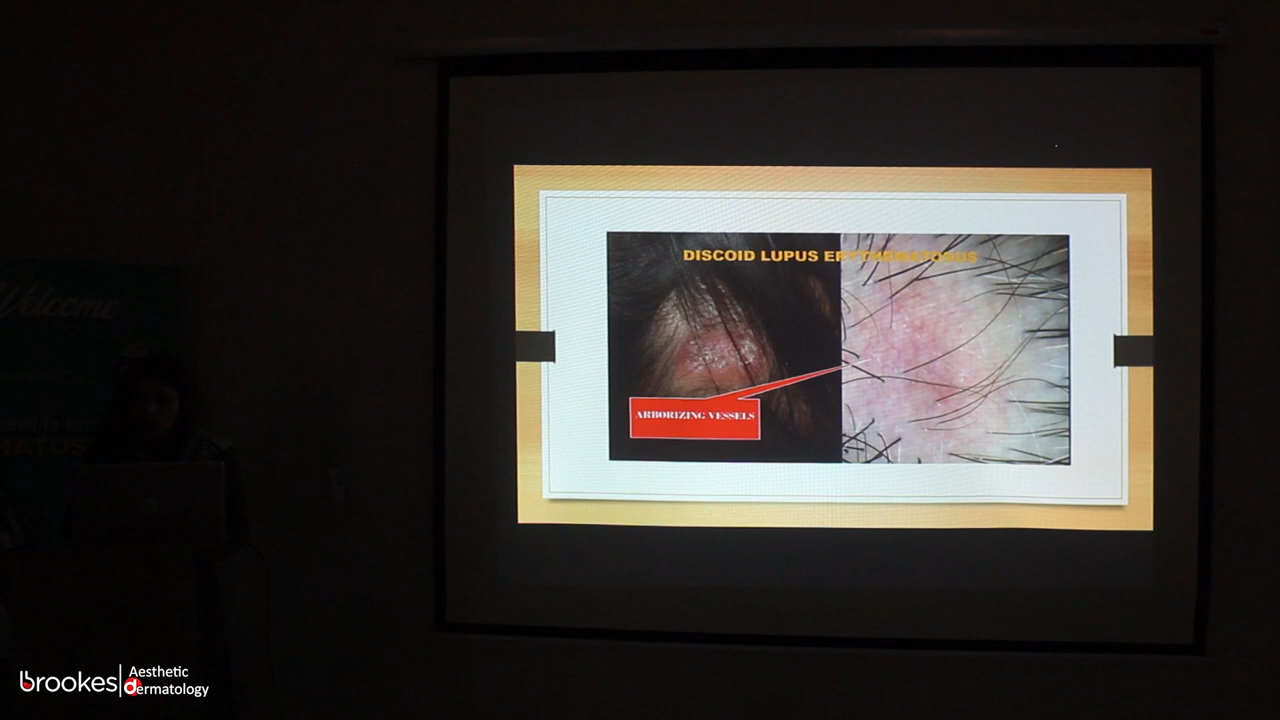 Welcome
DISCOID LUPUS ERYTHEMATOSUS
ARBORIZING VESSELS
brookes
Aesthetic
dermatology